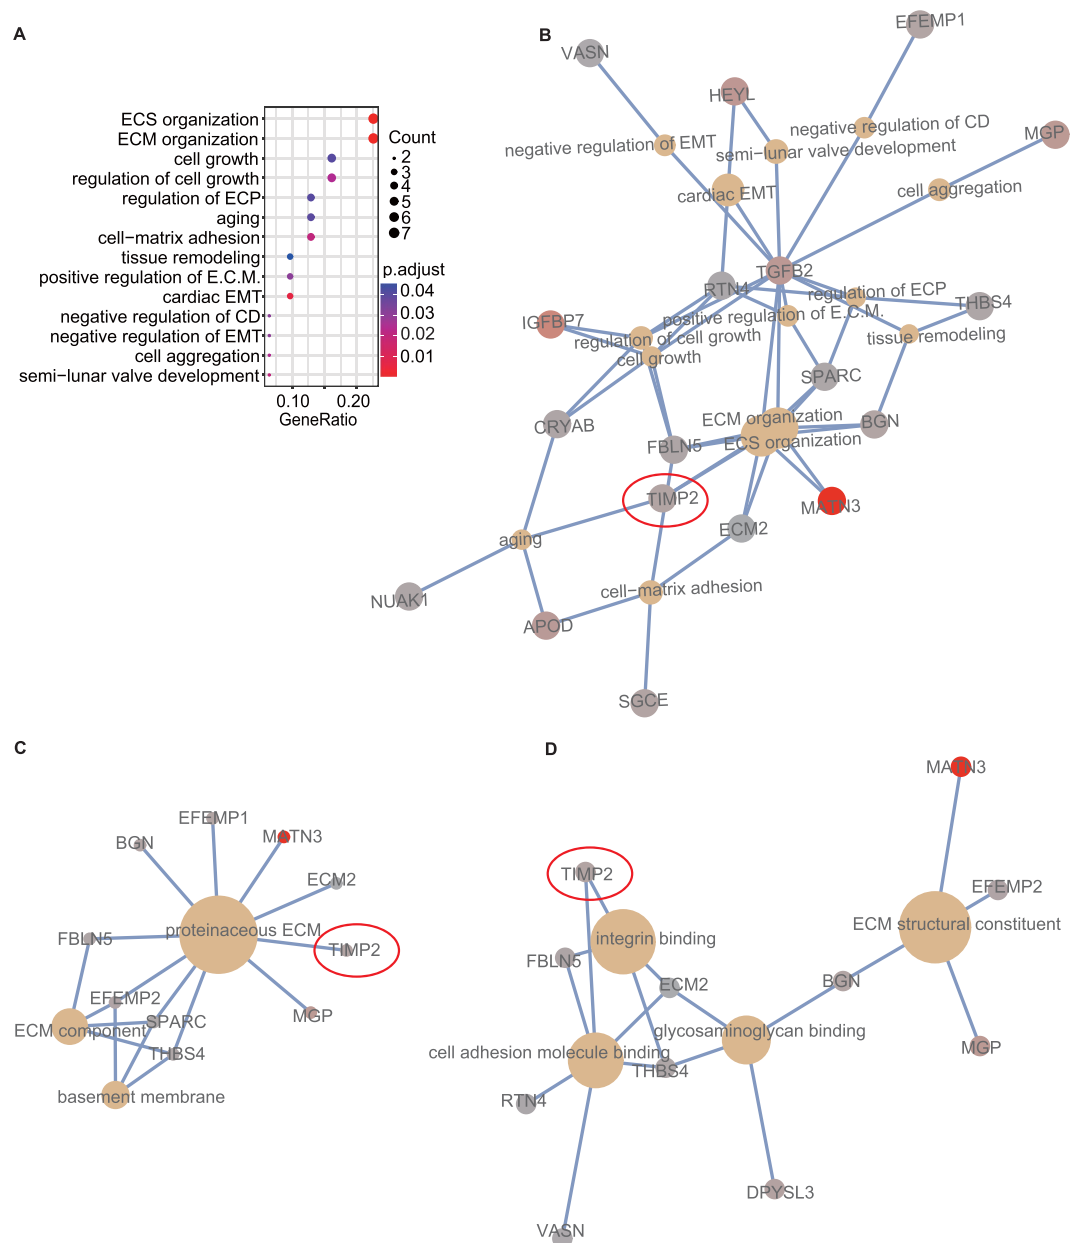 A
ECS organization
ECM organization
cell growth
regulation of cell growth
regulation of ECP
aging
cell-matrix adhesion
tissue remodeling
positive regulation of E.C.M.
cardiac EMT
negative regulation of CD
negative regulation of EMT
cell aggregation
semi-lunar valve development
0.10 0.20
GeneRatio
Count
2
3
4
5
6
7
p.adjust
0.04
0.03
0.02
0.01
B
EFEMP1
VASN
HEYL
negative regulation of CD
MGP
negative regulation of EMT
semi-lunar valve development
cardiac EMT
cell aggregation
TGFB2
RTN4
regulation of ECP
THBS4
IGFBP7
positive regulation of E.C.M.
regulation of cell growth
tissue remodeling
cell growth
SPARC
ECM organization
CRYAB
BGN
FBLN5
ECS organization
TIMP2
MATN3
ECM2
aging
cell-matrix adhesion
NUAK1
APOD
SGCE
C
EFEMP1
BGN
MATN3
ECM2
proteinaceous ECM
FBLN5
TIMP2
EFEMP2
MGP
SPARC
ECM component
THBS4
basement membrane
D
MATN3
TIMP2
EFEMP2
ECM structural constituent
integrin binding
FBLN5
ECM2
BGN
glycosaminoglycan binding
cell adhesion molecule binding
MGP
THBS4
RTN4
DPYSL3
VASN